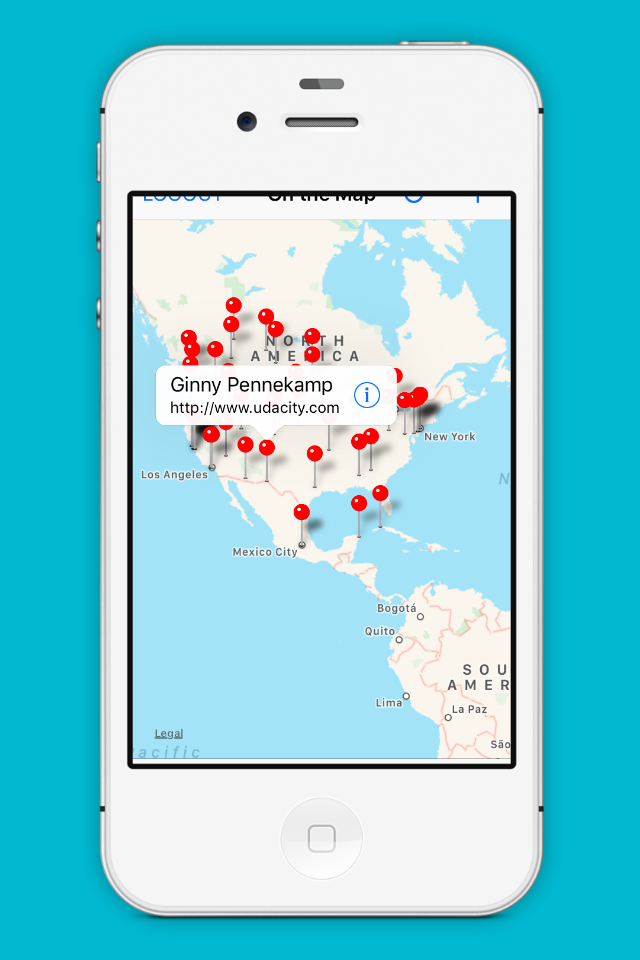 LOGOUT On the Map
NORTH
AMERICA
Ginny Pennekamp
http://www.udacity.com
New York
Los Angeles
N
Mexico City
Bogotá
Quito
SOU
AMER
Lima
La Paz
Legal
São
acific